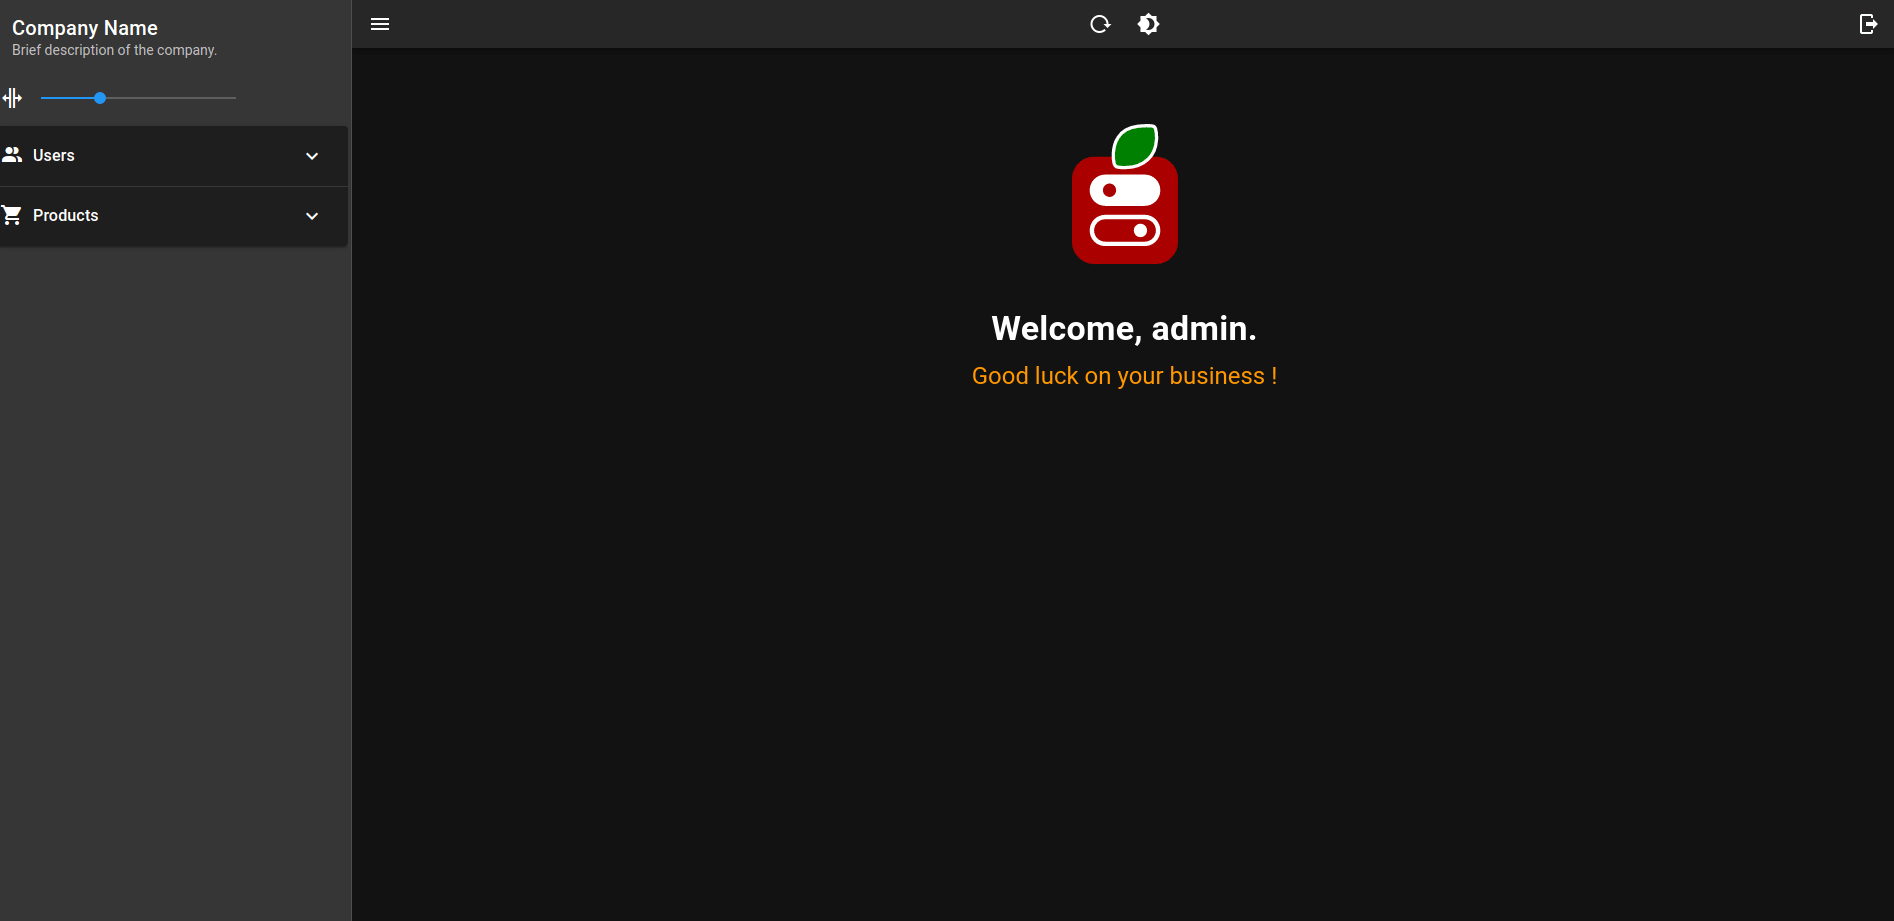 Company Name
Brief description of the company.
Users
Products
Welcome, admin.
Good luck on your business !